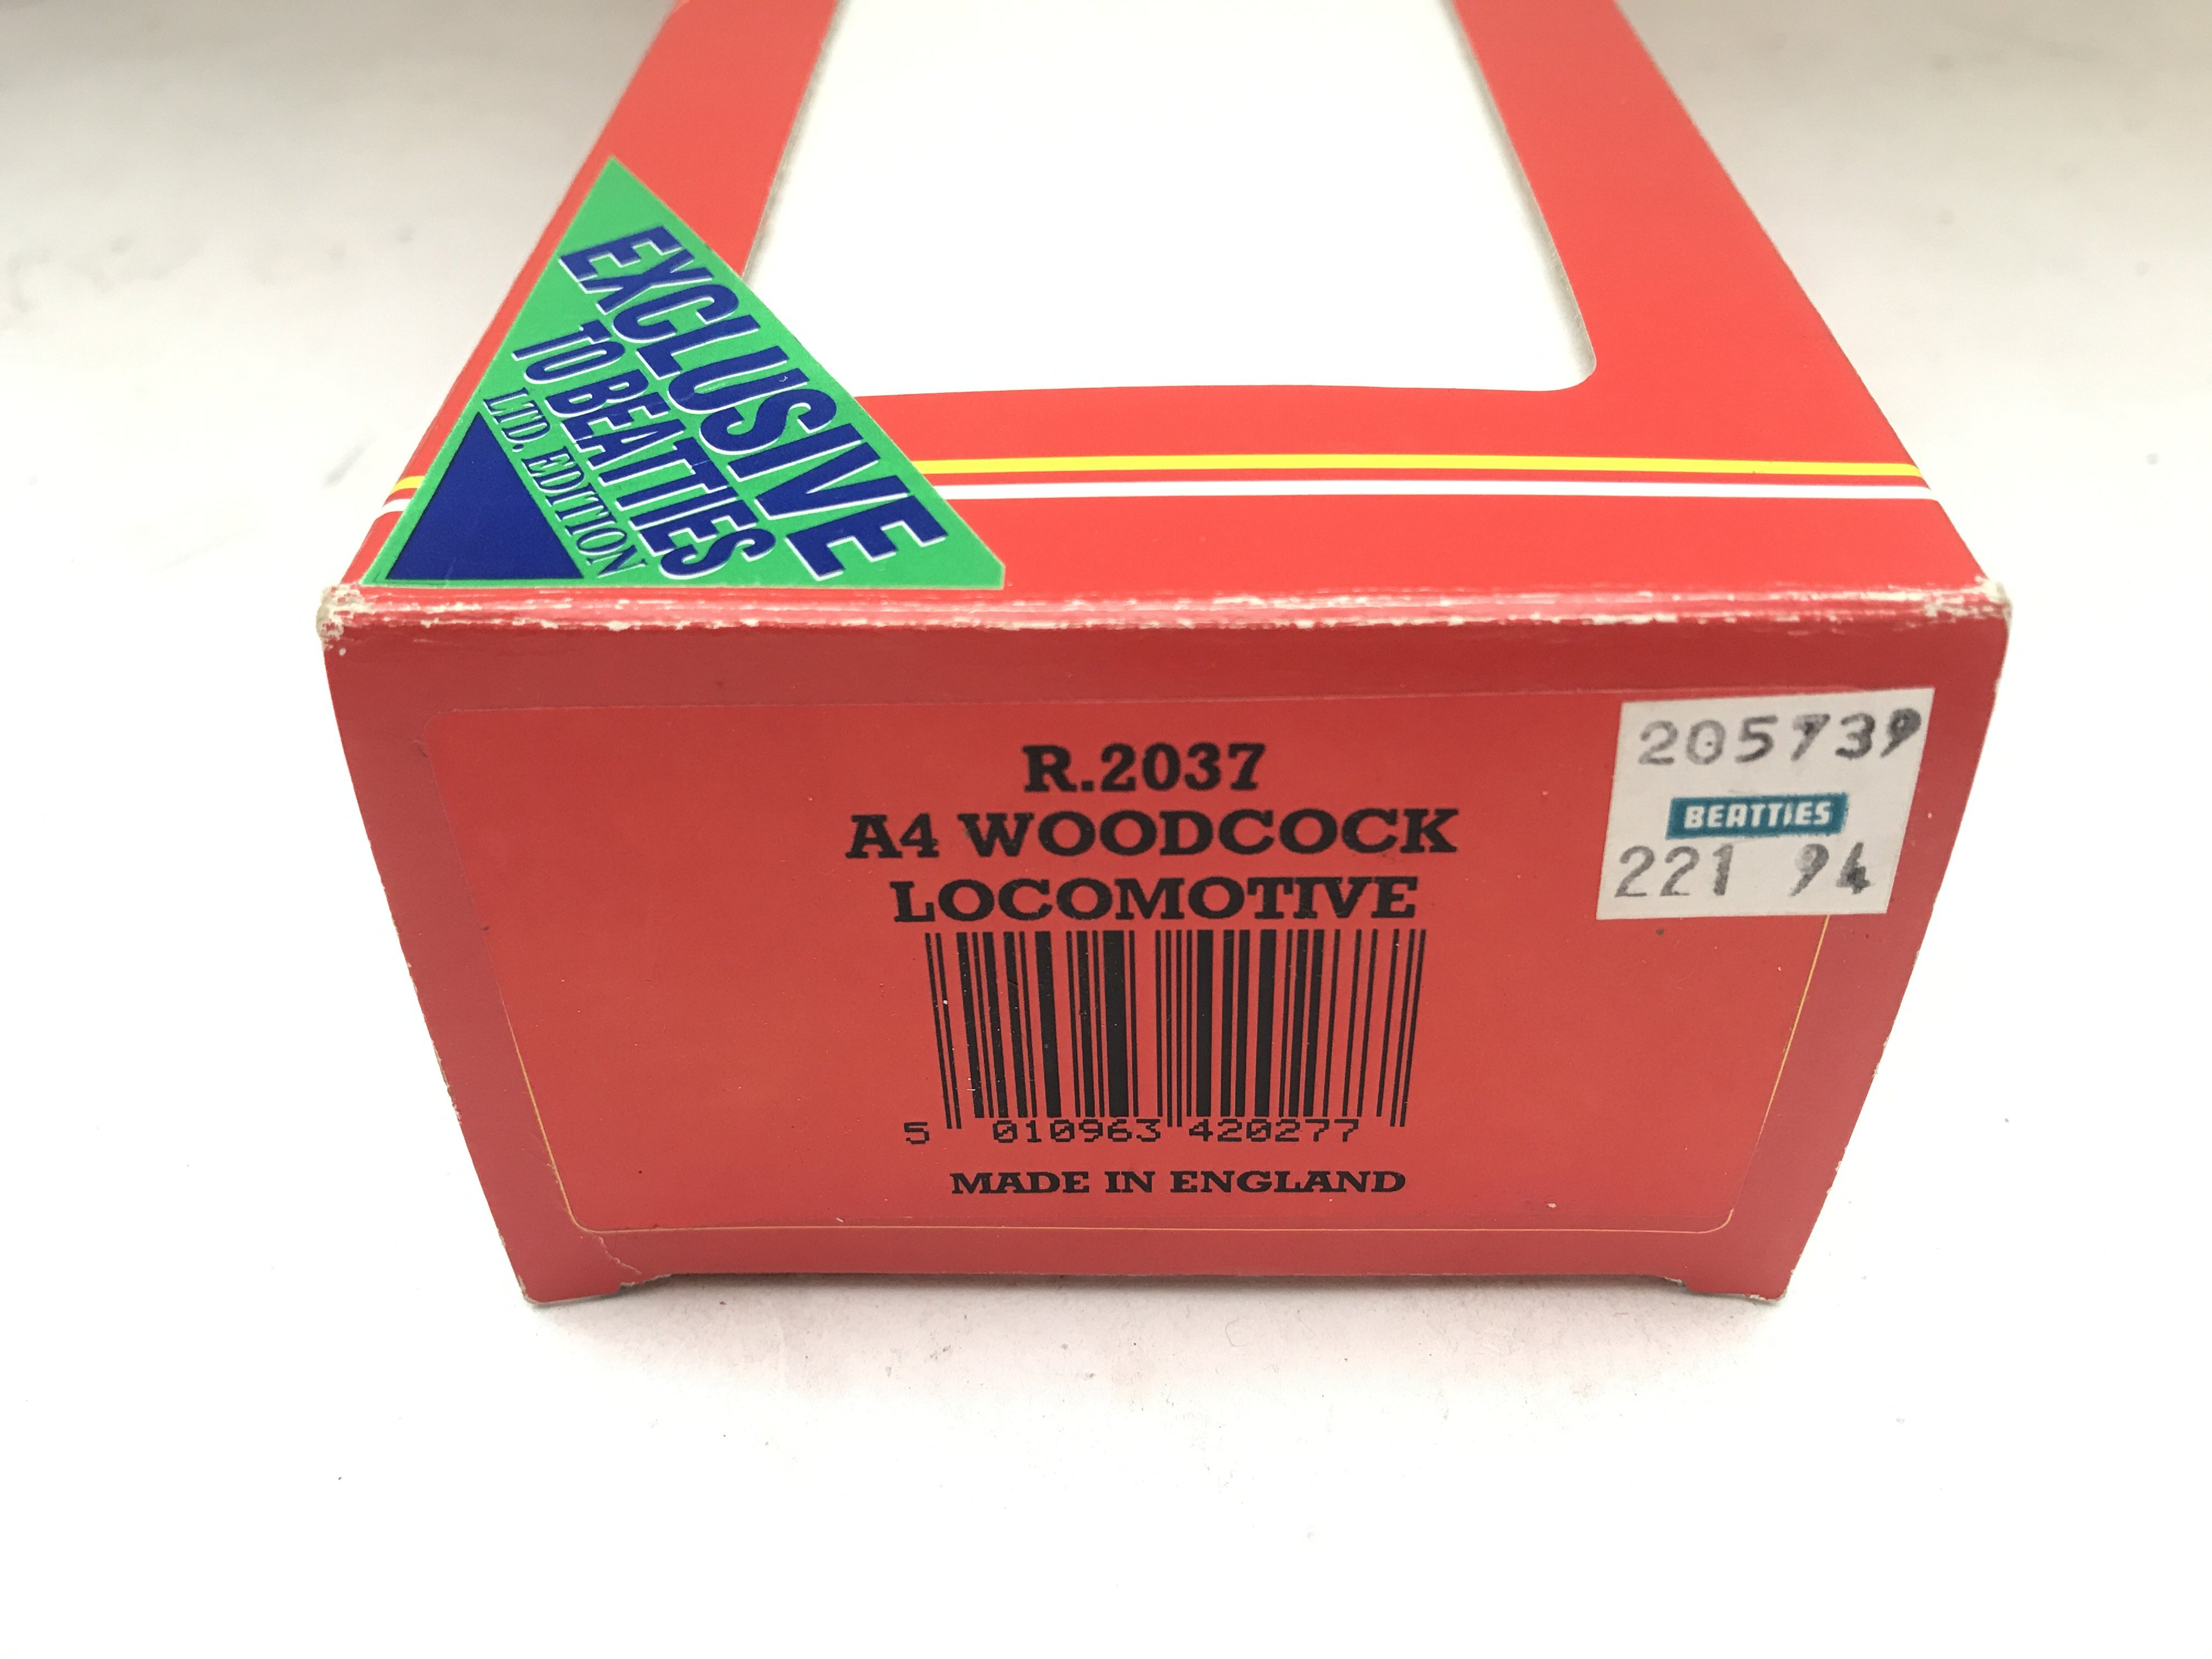 EXCLUSIVE
TO BEATTIES
LTD. EDITION
R.2037
A4 WOODCOCK
LOCOMOTIVE
5 010963 420277
MADE IN ENGLAND
205739
BEATTIES
221 94